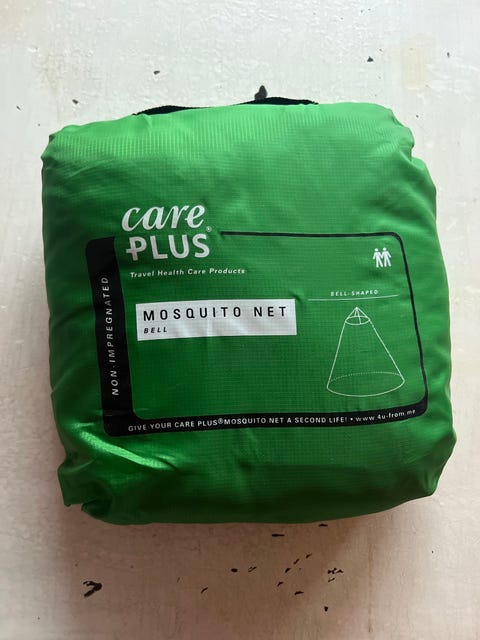 care
PLUS®
Travel Health Care Products
NON-IMPREGNATED
MOSQUITO NET
BELL
BELL-SHAPED
GIVE YOUR CARE PLUS® MOSQUITO NET A SECOND LIFE! • www.4u-from.me